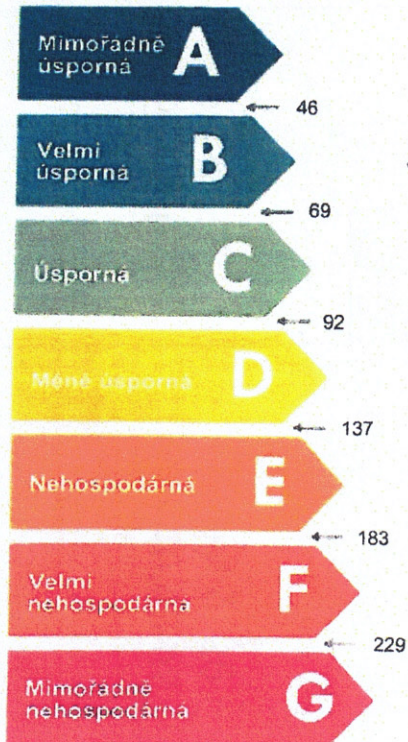 Mimořádně
úsporná A
46
Velmi
úsporná B
69
Úsporná C
92
Méně úsporná D
137
Nehospodárná E
183
Velmi
nehospodárná F
229
Mimořádně
nehospodárná G